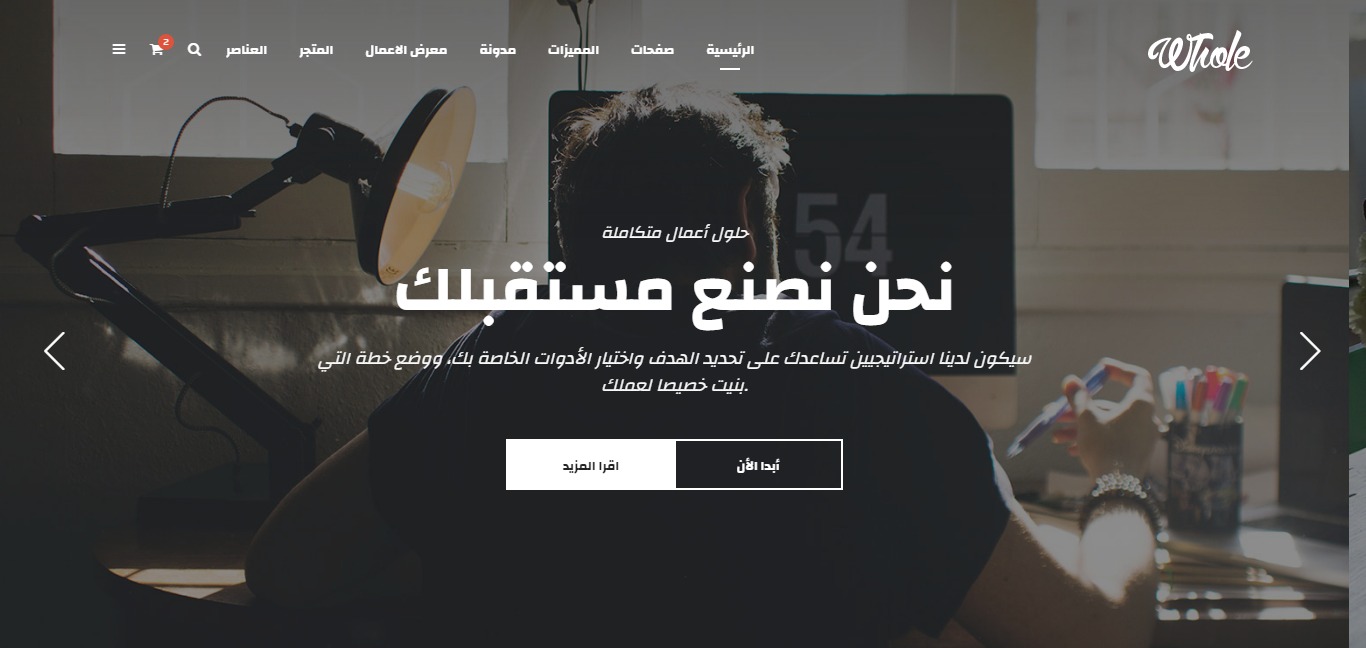 Whole
الرئيسية
صفحات
المميزات
مدونة
معرض الاعمال
المتجر
العناصر
2
54
حلول أعمال متكاملة
نحن نصنع مستقبلك
سيكون لدينا استراتيجيين تساعدك على تحديد الهدف واختيار الأدوات الخاصة بك، ووضع خطة التي
.بنيت خصيصا لعملك
أبدا الأن
اقرا المزيد